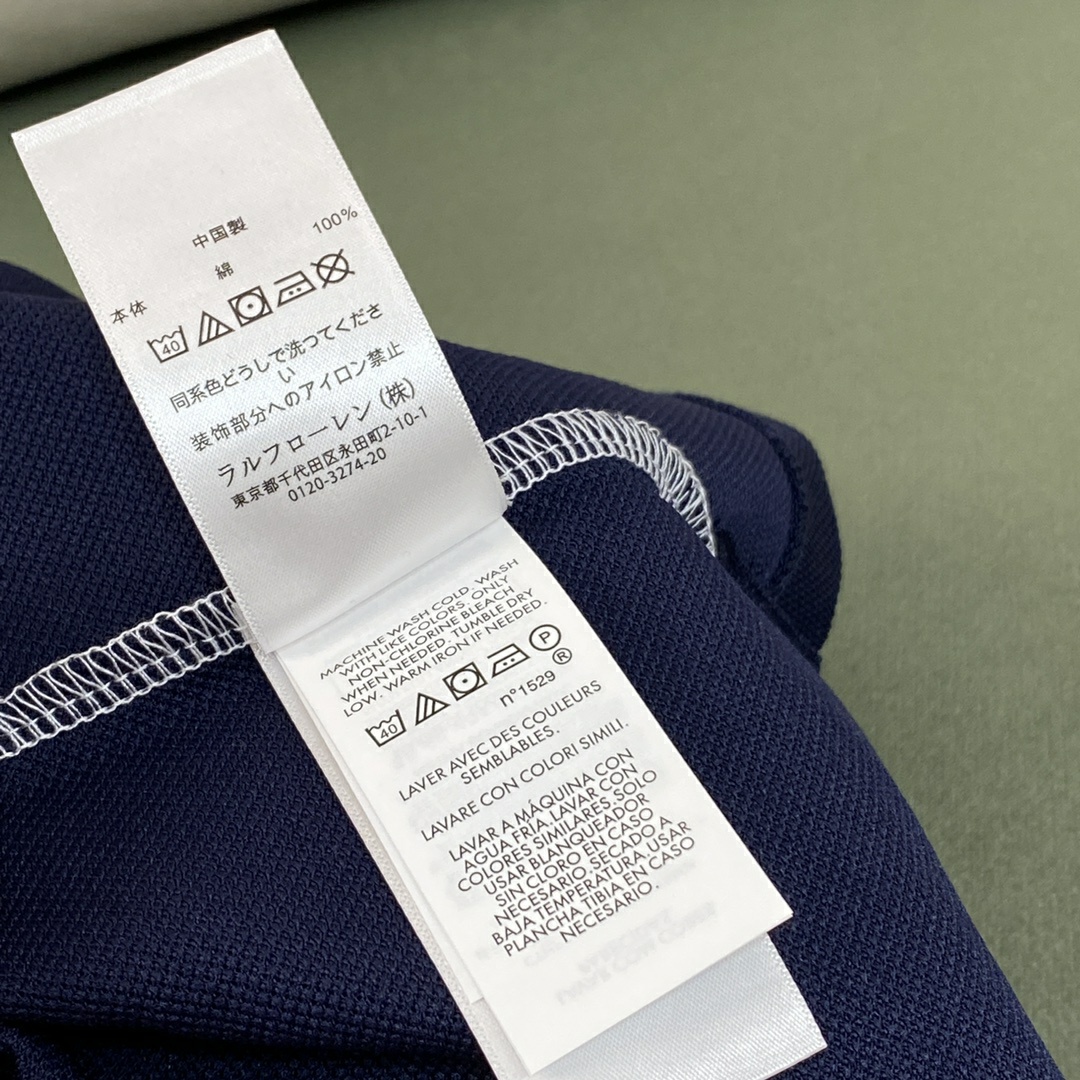 中国製
100%
綿
本体
40
同系色どうしで洗つてくださ
い
装飾部分へのアイロン禁止
ラルフローレン (株)
東京都千代田区永田町2-10-1
0120-3274-20
MACHINE WASH COLD. WASH
WITH LIKE COLORS. ONLY
NON-CHLORINE BLEACH
WHEN NEEDED. TUMBLE DRY
LOW. WARM IRON IF NEEDED.
40 P
®
n°1529
LAVER AVEC DES COULEURS
SEMBLABLES.
LAVARE CON COLORI SIMILI.
LAVAR A MÁQUINA CON
AGUA FRÍA, LAVAR CON
COLORES SIMILARES. SOLO
USAR BLANQUEADOR
SIN CLORO EN CASO
NECESARIO. SECADO A
BAJA TEMPERATURA USAR
PLANCHA TIBIA EN CASO
NECESARIO.